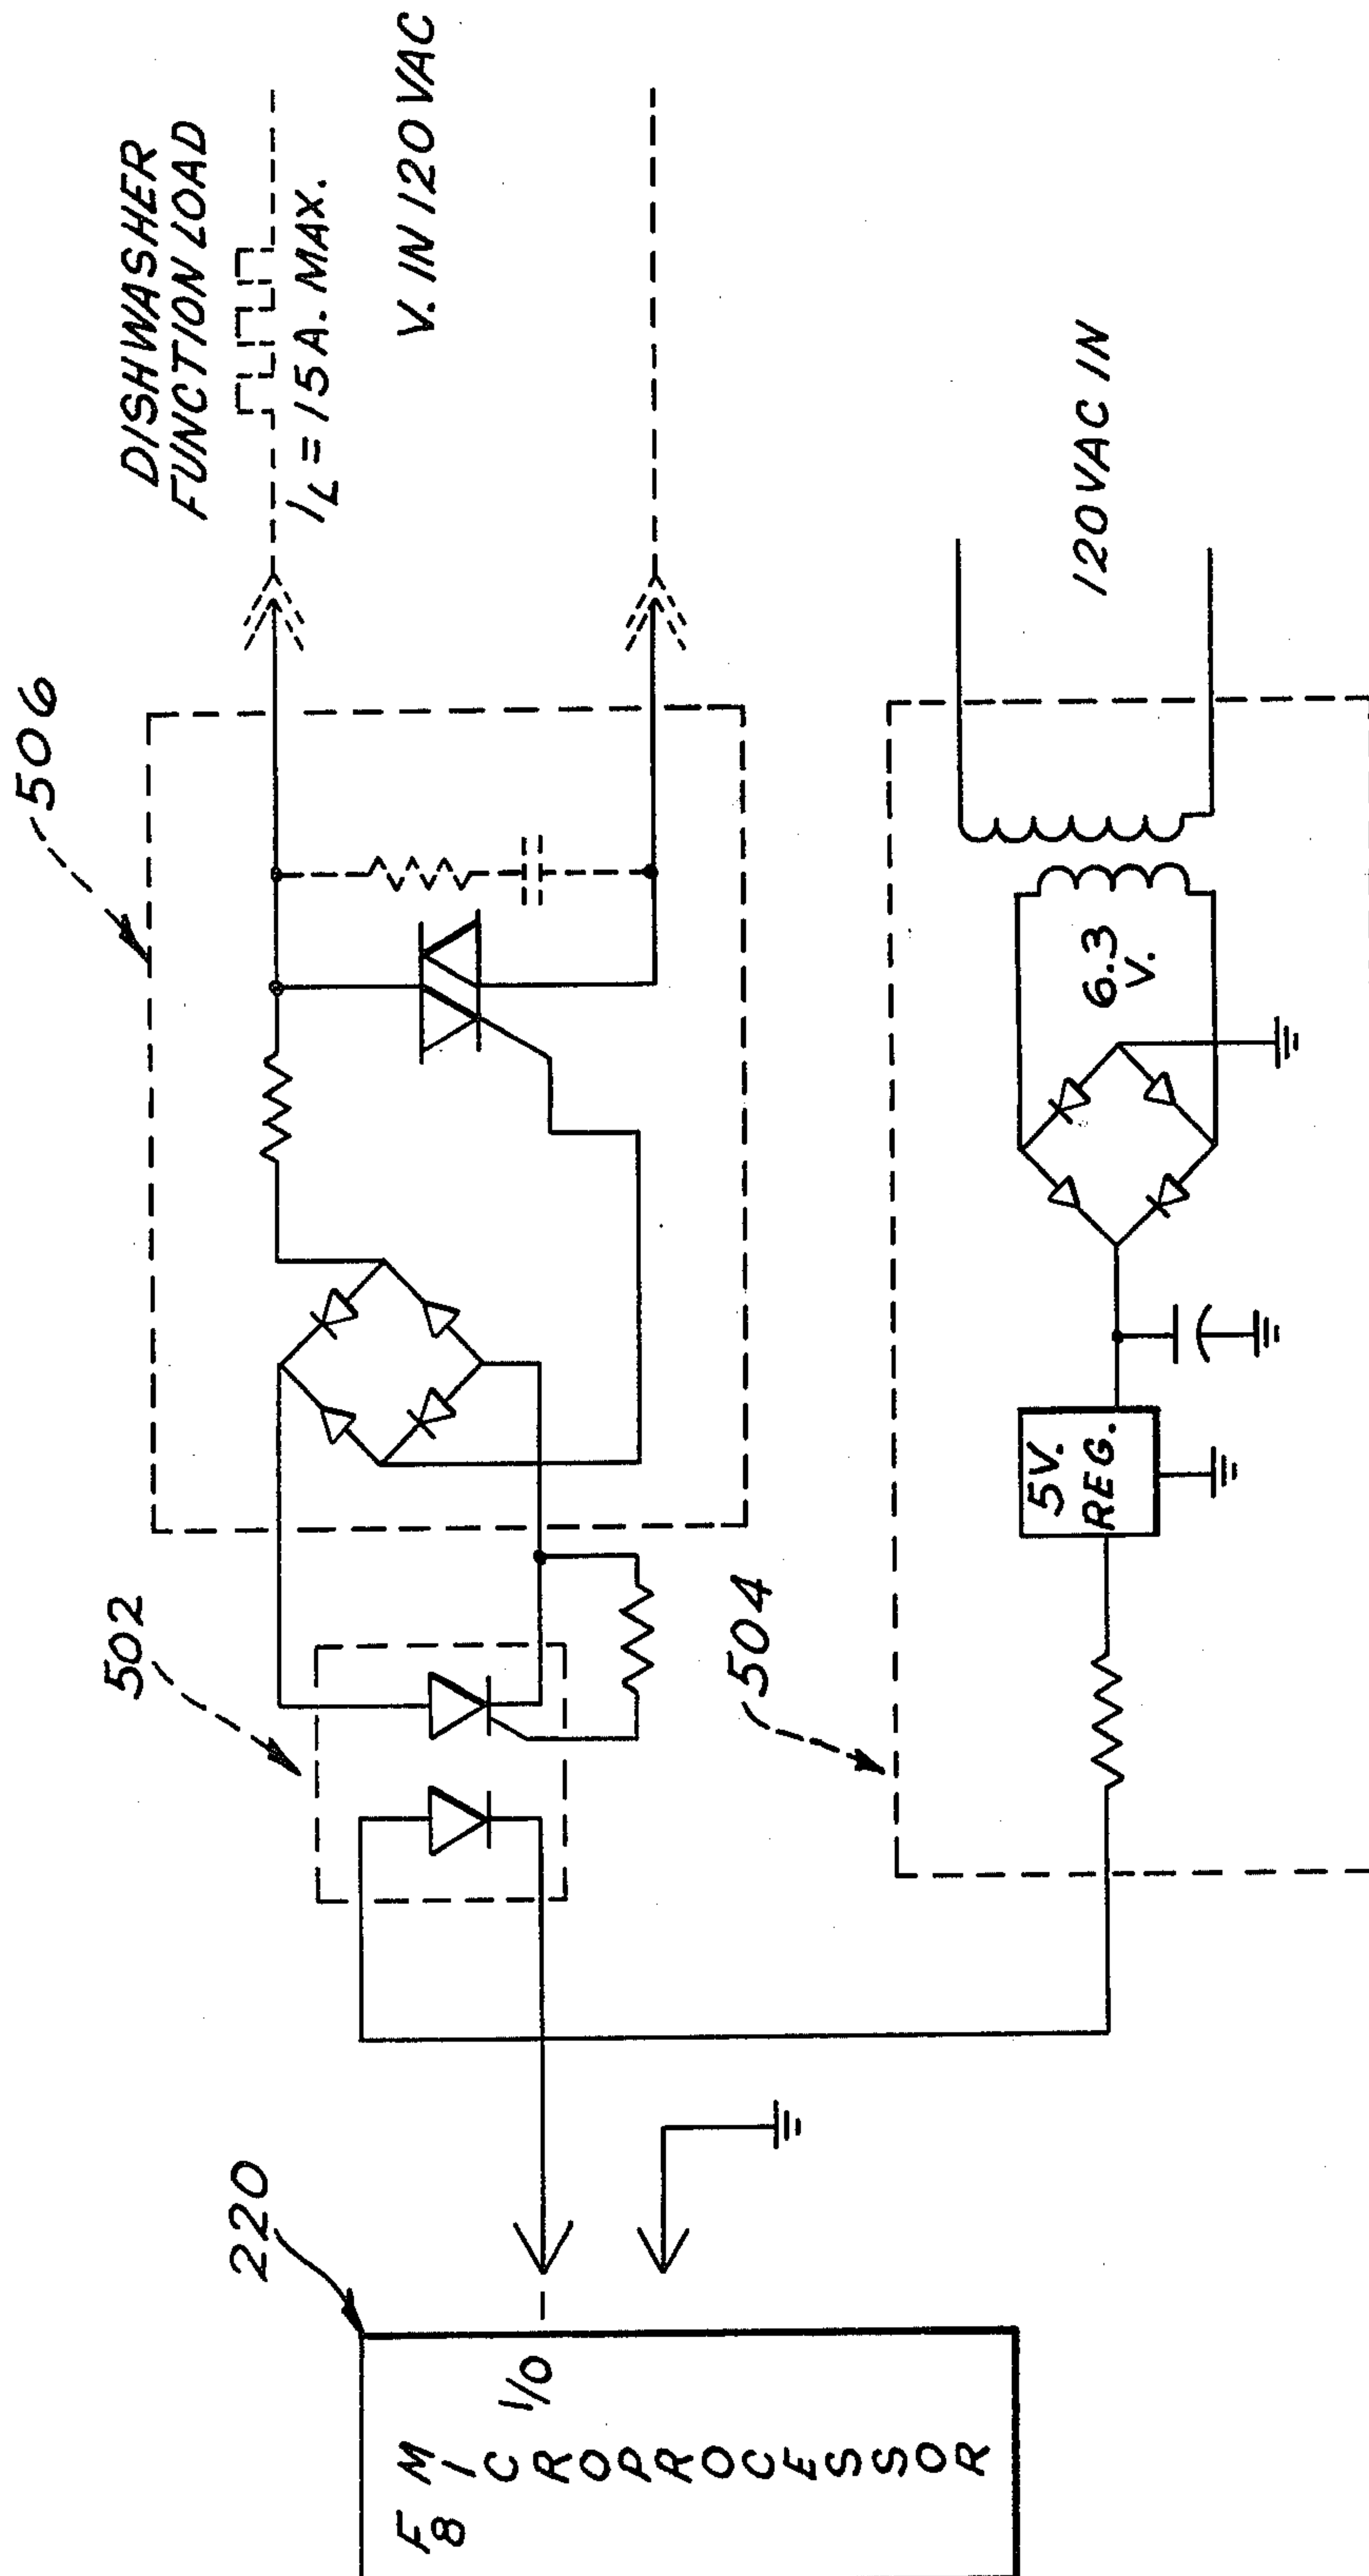 DISHWASHER
FUNCTION LOAD
I_L = 15 A. MAX.
V. IN 120 VAC
506
502
504
120 VAC IN
6.3
V.
5V.
REG.
220
F8
MICROPROCESSOR
I/O